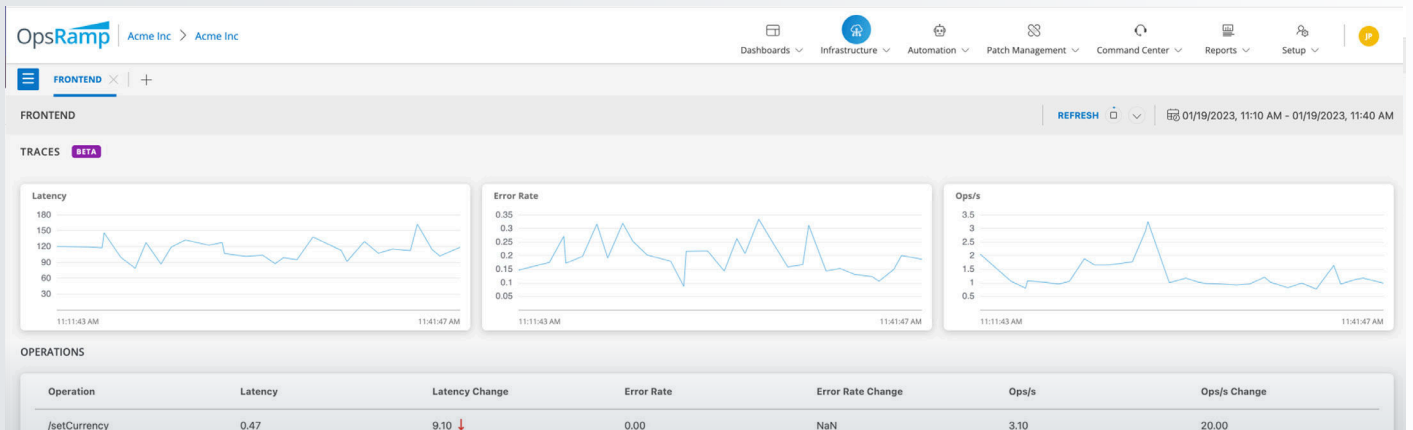 OpsRamp Acme Inc > Acme Inc Dashboards Infrastructure Automation Patch Management Command Center Reports Setup JP
FRONTEND
FRONTEND REFRESH 01/19/2023, 11:10 AM - 01/19/2023, 11:40 AM
TRACES BETA
Latency
180
150
120
90
60
30
11:11:43 AM 11:41:47 AM
Error Rate
0.35
0.3
0.25
0.2
0.15
0.1
0.05
11:11:43 AM 11:41:47 AM
Ops/s
3.5
3
2.5
2
1.5
1
0.5
11:11:43 AM 11:41:47 AM
OPERATIONS
Operation Latency Latency Change Error Rate Error Rate Change Ops/s Ops/s Change
/setCurrency 0.47 9.10 ↓ 0.00 NaN 3.10 20.00